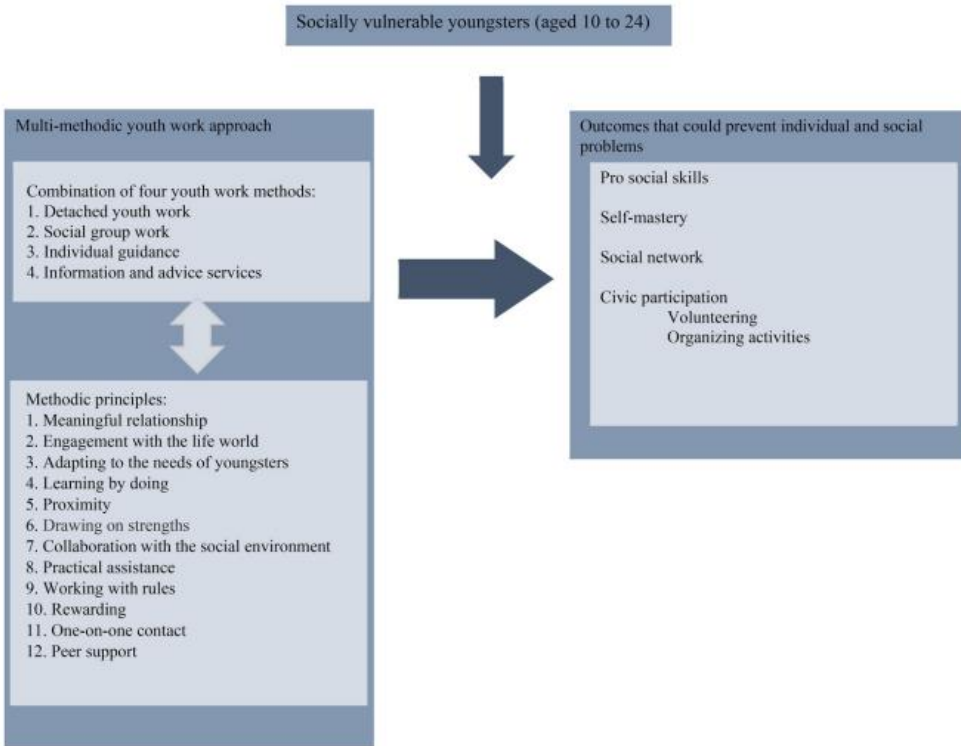 Socially vulnerable youngsters (aged 10 to 24)
Multi-methodic youth work approach
Combination of four youth work methods:
1. Detached youth work
2. Social group work
3. Individual guidance
4. Information and advice services
Methodic principles:
1. Meaningful relationship
2. Engagement with the life world
3. Adapting to the needs of youngsters
4. Learning by doing
5. Proximity
6. Drawing on strengths
7. Collaboration with the social environment
8. Practical assistance
9. Working with rules
10. Rewarding
11. One-on-one contact
12. Peer support
Outcomes that could prevent individual and social
problems
Pro social skills
Self-mastery
Social network
Civic participation
Volunteering
Organizing activities